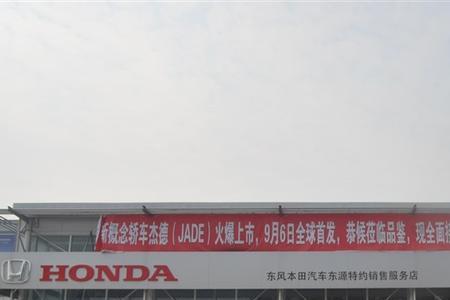 新概念轿车杰德（JADE）火爆上市，9月6日全球首发，恭候莅临品鉴，现全面接
HONDA
东风本田汽车东源特约销售服务店